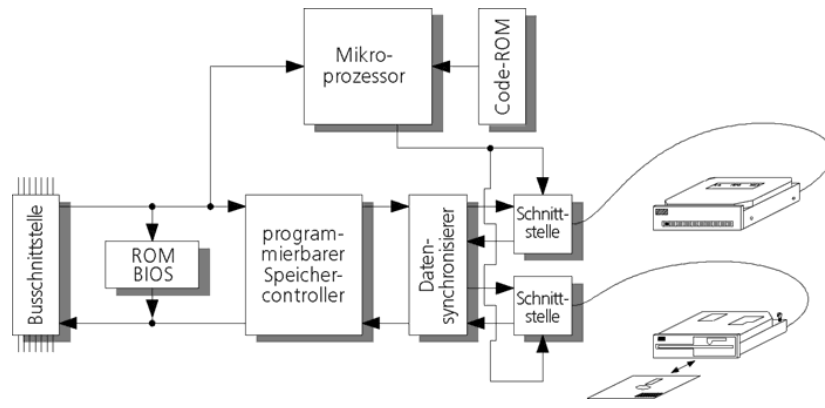 Mikro-
prozessor
Code-ROM
Busschnittstelle
ROM
BIOS
program-
mierbarer
Speicher-
controller
Daten-
synchronisierer
Schnitt-
stelle
Schnitt-
stelle